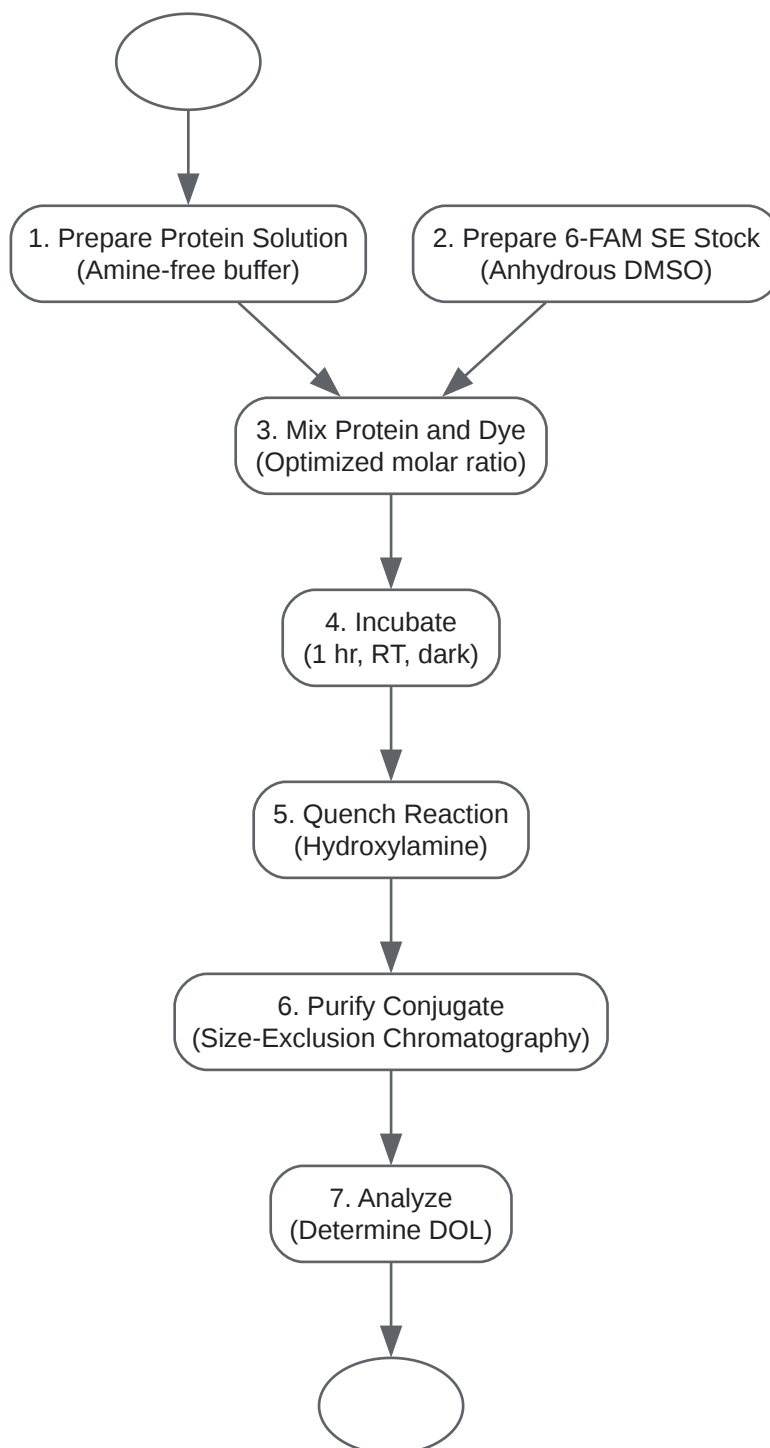 1. Prepare Protein Solution
(Amine-free buffer)
2. Prepare 6-FAM SE Stock
(Anhydrous DMSO)
3. Mix Protein and Dye
(Optimized molar ratio)
4. Incubate
(1 hr, RT, dark)
5. Quench Reaction
(Hydroxylamine)
6. Purify Conjugate
(Size-Exclusion Chromatography)
7. Analyze
(Determine DOL)